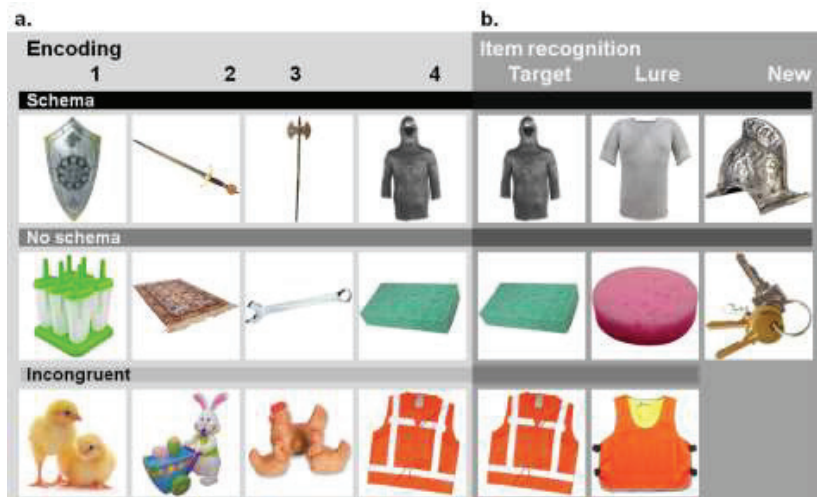 a.
b.
Encoding
Item recognition
1 2 3 4 Target Lure New
Schema
No schema
Incongruent